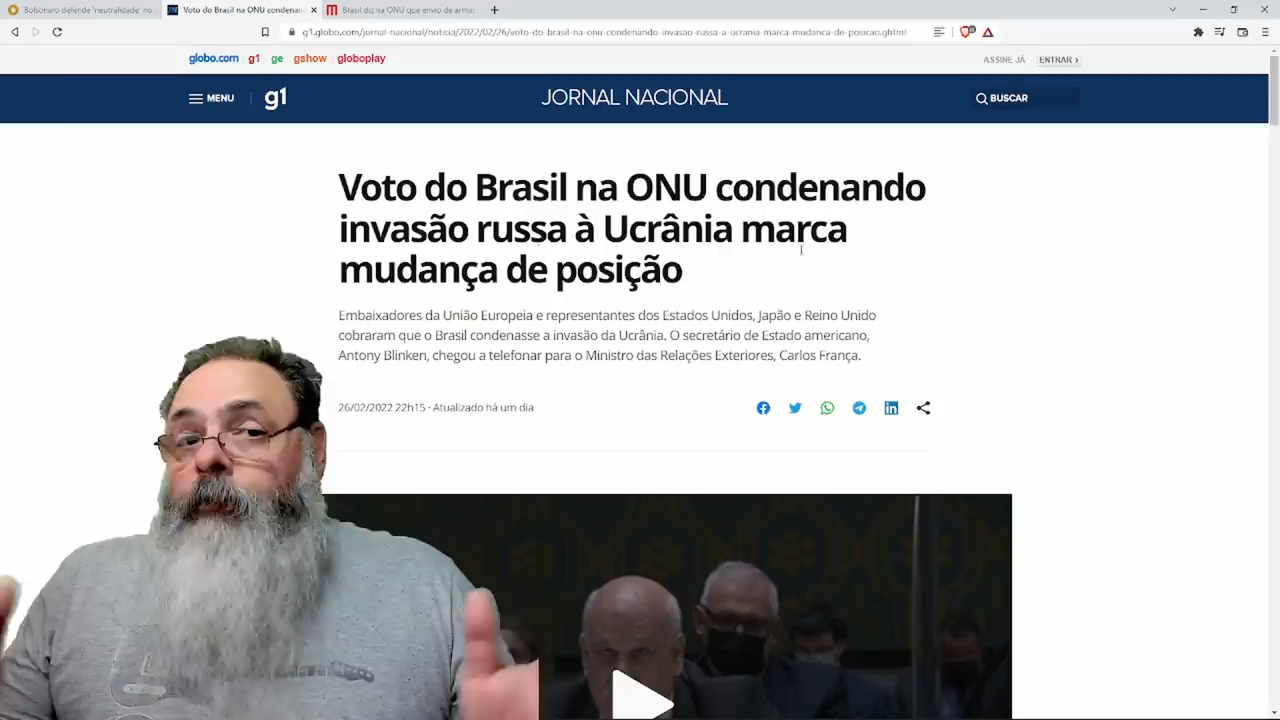 Bolsonaro defende 'neutralidade' no
Voto do Brasil na ONU condenan
Brasil diz na ONU que envio de armas
g1.globo.com/jornal-nacional/noticia/2022/02/26/voto-do-brasil-na-onu-condenando-invasao-russa-a-ucrania-marca-mudanca-de-posicao.ghtml
globo.com g1 ge gshow globoplay
ASSINE JÁ ENTRAR ›
MENU g1 JORNAL NACIONAL BUSCAR
Voto do Brasil na ONU condenando
invasão russa à Ucrânia marca
mudança de posição
Embaixadores da União Europeia e representantes dos Estados Unidos, Japão e Reino Unido
cobraram que o Brasil condenasse a invasão da Ucrânia. O secretário de Estado americano,
Antony Blinken, chegou a telefonar para o Ministro das Relações Exteriores, Carlos França.
26/02/2022 22h15 · Atualizado há um dia